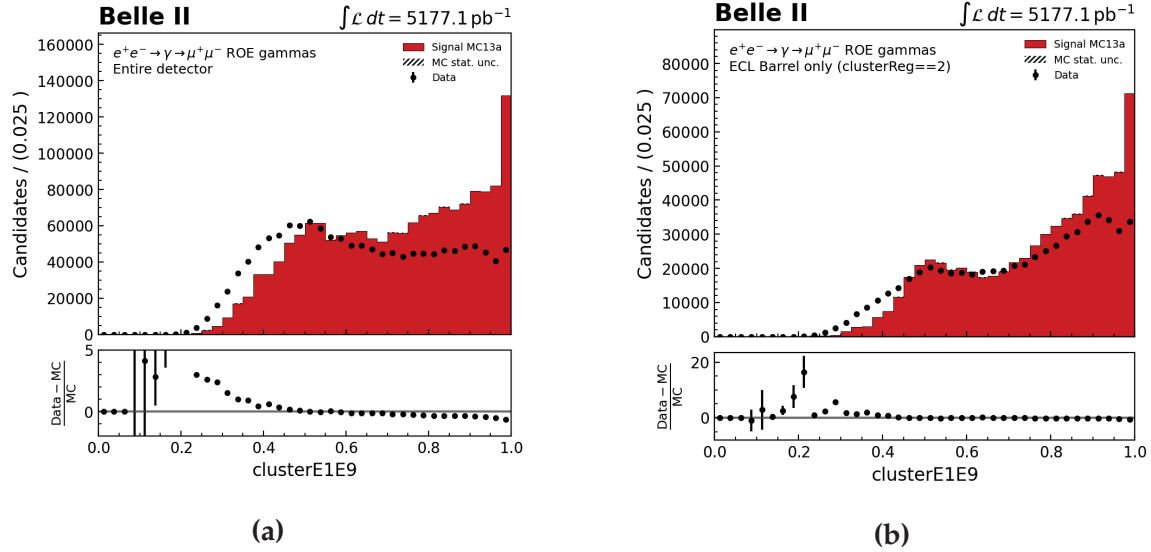 Belle II
∫ℒ dt = 5177.1 pb⁻¹
e⁺e⁻ → γ → μ⁺μ⁻ ROE gammas
Entire detector
Signal MC13a
MC stat. unc.
Data
Candidates / (0.025)
160000
140000
120000
100000
80000
60000
40000
20000
0
Data − MC
MC
5
0
0.0 0.2 0.4 0.6 0.8 1.0
clusterE1E9
(a)
Belle II
∫ℒ dt = 5177.1 pb⁻¹
e⁺e⁻ → γ → μ⁺μ⁻ ROE gammas
ECL Barrel only (clusterReg==2)
Signal MC13a
MC stat. unc.
Data
Candidates / (0.025)
80000
70000
60000
50000
40000
30000
20000
10000
0
Data − MC
MC
20
0
0.0 0.2 0.4 0.6 0.8 1.0
clusterE1E9
(b)